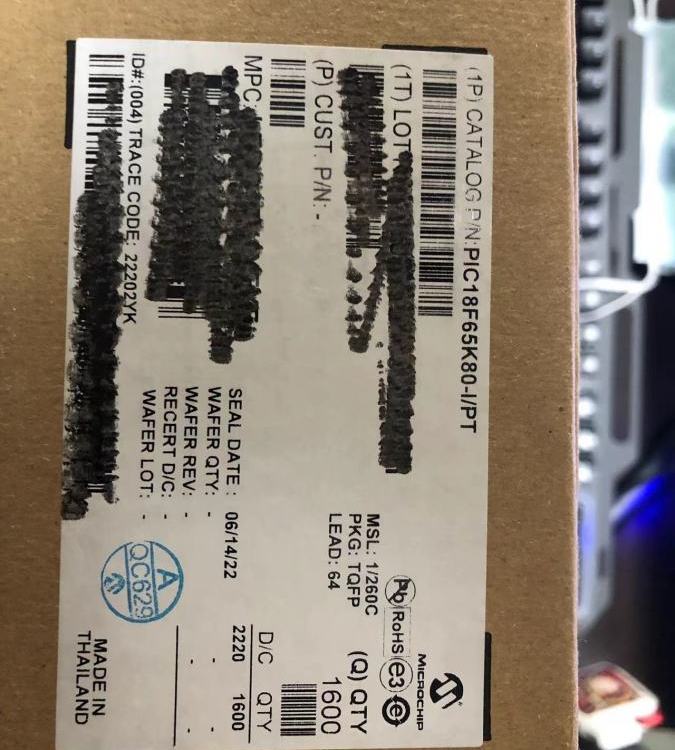 (1P) CATALOG P/N:PIC18F65K80-I/PT
(1T) LOT
(P) CUST. P/N: -
MPC:
ID#:(004) TRACE CODE: 22202YK
MICROCHIP
Pb RoHS e3 e
MSL: 1/260C
PKG: TQFP
LEAD: 64
(Q) QTY
1600
SEAL DATE : 06/14/22
WAFER QTY: -
WAFER REV: -
RECERT D/C: -
WAFER LOT: -
D/C QTY
2220 1600
- -
- -
A
QC629
MADE IN
THAILAND